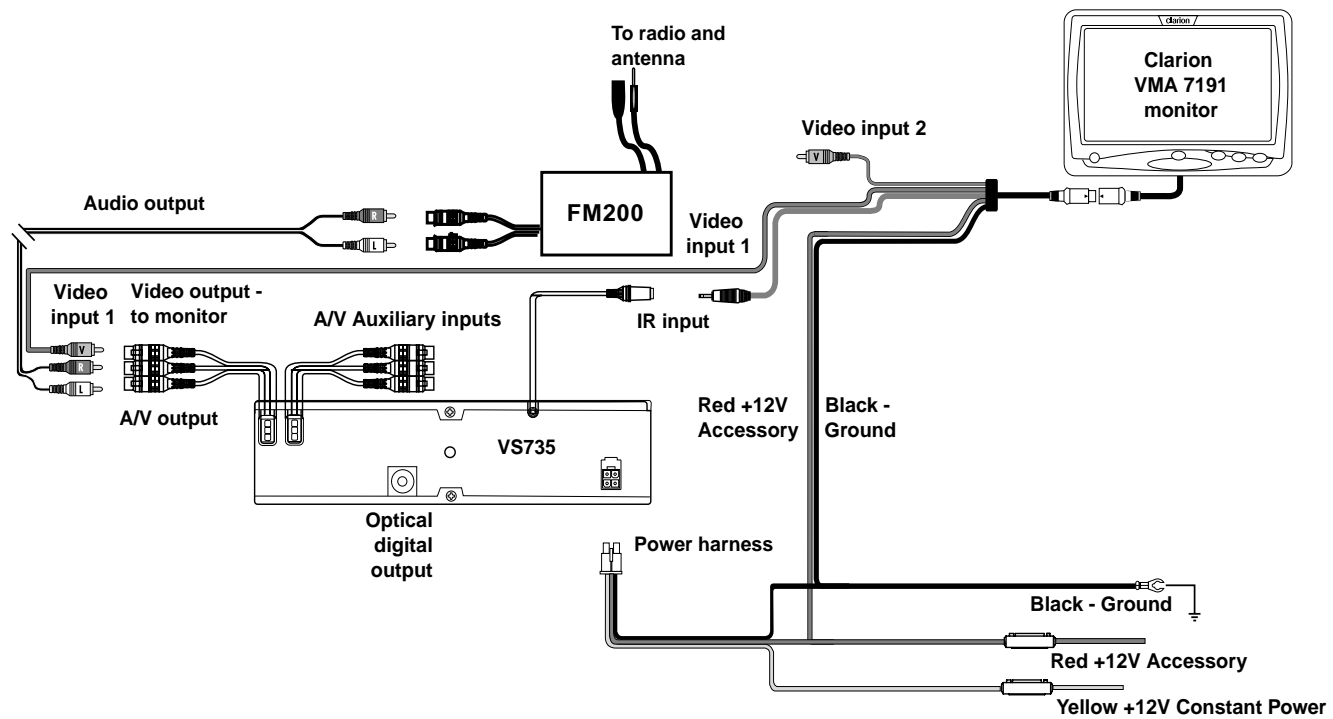 To radio and
antenna
clarion
Clarion
VMA 7191
monitor
Video input 2
V
Audio output
R
L
FM200
Video
input 1
Video
input 1
Video output -
to monitor
A/V Auxiliary inputs
IR input
V
R
L
A/V output
Red +12V
Accessory
Black -
Ground
VS735
Optical
digital
output
Power harness
Black - Ground
Red +12V Accessory
Yellow +12V Constant Power